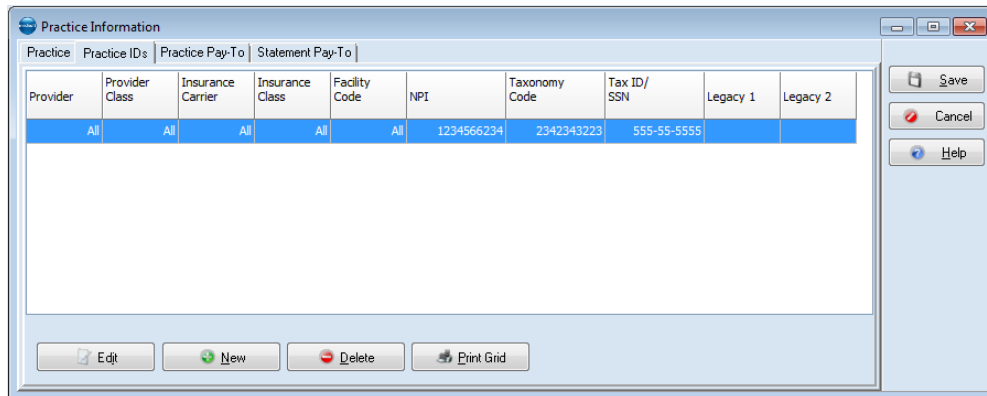 Practice Information
Practice Practice IDs Practice Pay-To Statement Pay-To
Provider Provider Class Insurance Carrier Insurance Class Facility Code NPI Taxonomy Code Tax ID/ SSN Legacy 1 Legacy 2
All All All All All 1234566234 2342343223 555-55-5555
Edit New Delete Print Grid
Save
Cancel
Help